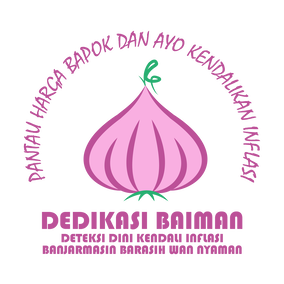 PANTAU HARGA BAPOK DAN AYO KENDALIKAN INFLASI
DEDIKASI BAIMAN
DETEKSI DINI KENDALI INFLASI
BANJARMASIN BARASIH WAN NYAMAN